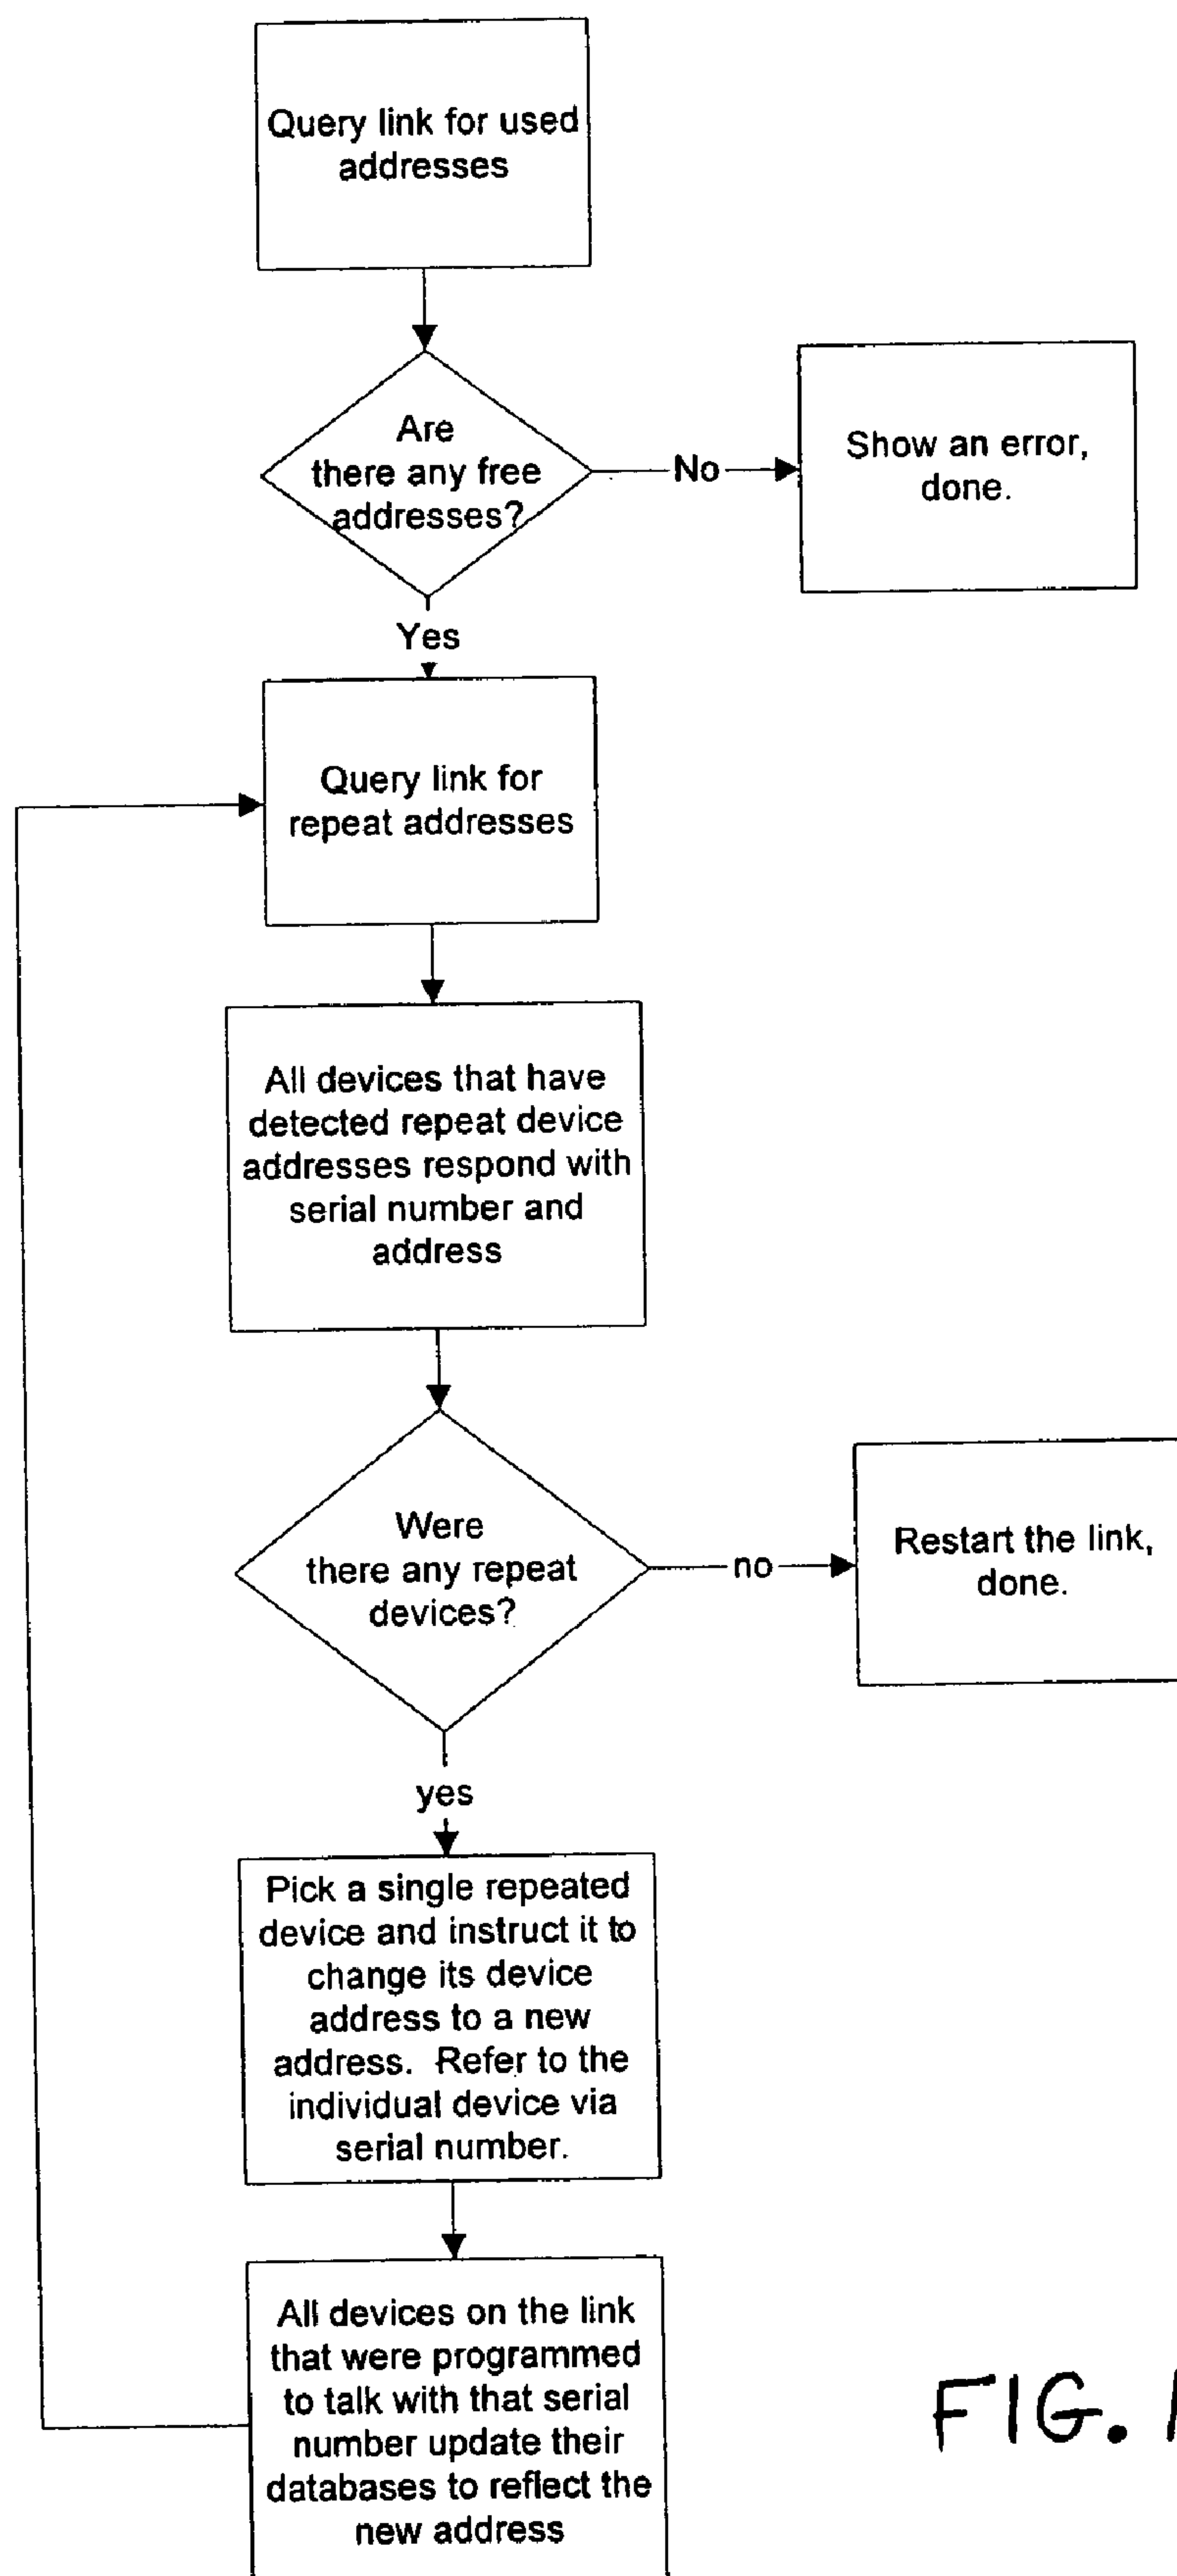 Query link for used
addresses
Are
there any free
addresses?
No
Show an error,
done.
Yes
Query link for
repeat addresses
All devices that have
detected repeat device
addresses respond with
serial number and
address
Were
there any repeat
devices?
no
Restart the link,
done.
yes
Pick a single repeated
device and instruct it to
change its device
address to a new
address. Refer to the
individual device via
serial number.
All devices on the link
that were programmed
to talk with that serial
number update their
databases to reflect the
new address
FIG.